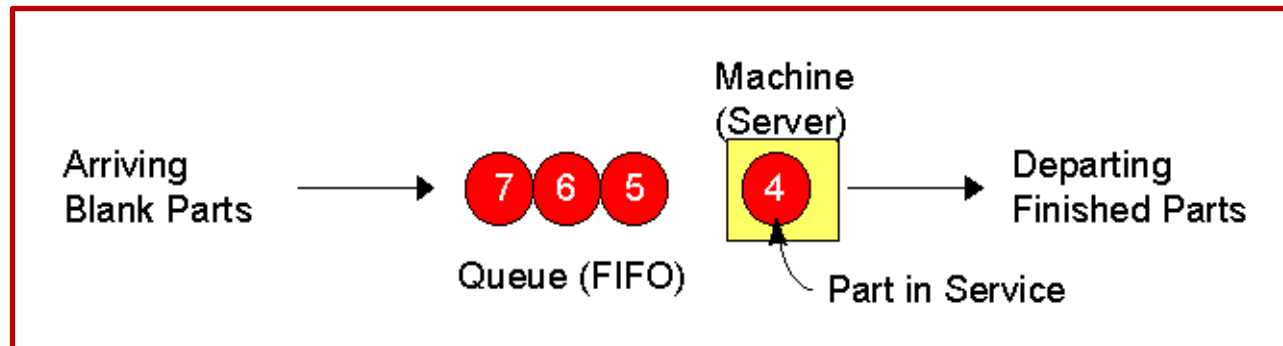 Arriving
Blank Parts
7 6 5
Queue (FIFO)
Machine
(Server)
4
Part in Service
Departing
Finished Parts